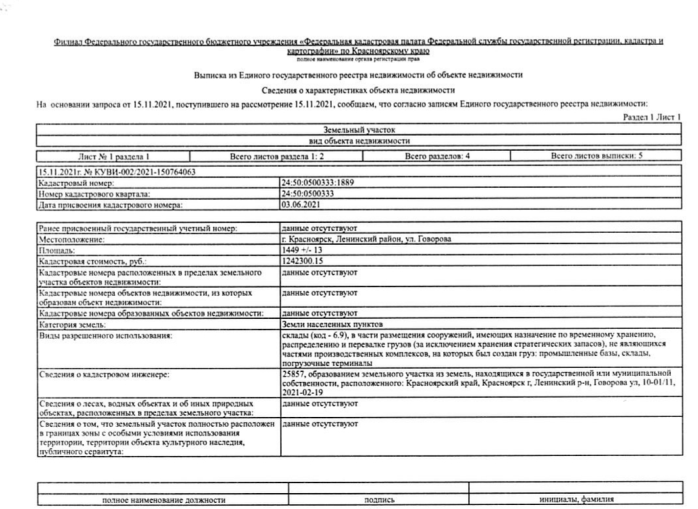 Филиал Федерального государственного бюджетного учреждения «Федеральная кадастровая палата Федеральной службы государственной регистрации, кадастра и
картографии» по Красноярскому краю
полное наименование органа регистрации прав
Выписка из Единого государственного реестра недвижимости об объекте недвижимости
Сведения о характеристиках объекта недвижимости
На основании запроса от 15.11.2021, поступившего на рассмотрение 15.11.2021, сообщаем, что согласно записям Единого государственного реестра недвижимости:
Раздел 1 Лист 1
Земельный участок
вид объекта недвижимости
Лист № 1 раздела 1 Всего листов раздела 1: 2 Всего разделов: 4 Всего листов выписки: 5
15.11.2021г. № КУВИ-002/2021-150764063
Кадастровый номер: 24:50:0500333:1889
Номер кадастрового квартала: 24:50:0500333
Дата присвоения кадастрового номера: 03.06.2021
Ранее присвоенный государственный учетный номер: данные отсутствуют
Местоположение: г. Красноярск, Ленинский район, ул. Говорова
Площадь: 1449 +/- 13
Кадастровая стоимость, руб.: 1242300.15
Кадастровые номера расположенных в пределах земельного данные отсутствуют
участка объектов недвижимости:
Кадастровые номера объектов недвижимости, из которых данные отсутствуют
образован объект недвижимости:
Кадастровые номера образованных объектов недвижимости: данные отсутствуют
Категория земель: Земли населенных пунктов
Виды разрешенного использования: склады (код - 6.9), в части размещения сооружений, имеющих назначение по временному хранению,
распределению и перевалке грузов (за исключением хранения стратегических запасов), не являющихся
частями производственных комплексов, на которых был создан груз: промышленные базы, склады,
погрузочные терминалы
Сведения о кадастровом инженере: 25857, образованием земельного участка из земель, находящихся в государственной или муниципальной
собственности, расположенного: Красноярский край, Красноярск г, Ленинский р-н, Говорова ул, 10-01/11,
2021-02-19
Сведения о лесах, водных объектах и об иных природных данные отсутствуют
объектах, расположенных в пределах земельного участка:
Сведения о том, что земельный участок полностью расположен данные отсутствуют
в границах зоны с особыми условиями использования
территории, территории объекта культурного наследия,
публичного сервитута:
полное наименование должности подпись инициалы, фамилия